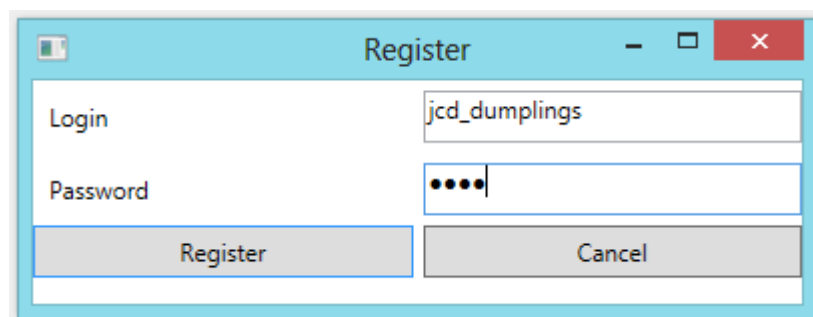 Register
Login
jcd_dumplings
Password
••••
Register
Cancel